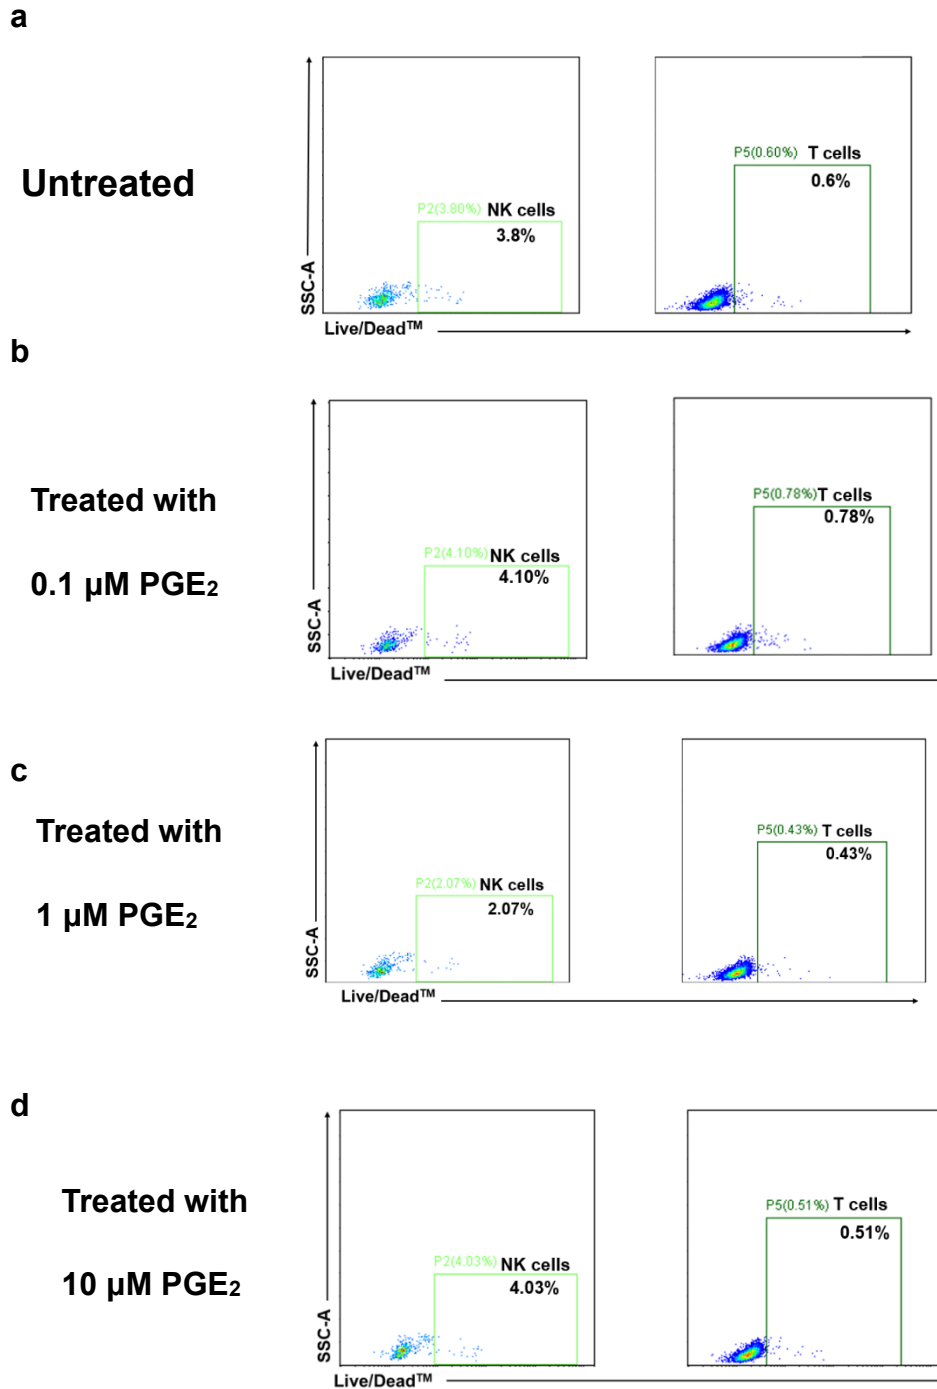 a
Untreated
P2(3.80%) NK cells
3.8%
P5(0.60%) T cells
0.6%
SSC-A
Live/Dead™
b
Treated with
0.1 µM PGE₂
P2(4.10%) NK cells
4.10%
P5(0.78%) T cells
0.78%
SSC-A
Live/Dead™
c
Treated with
1 µM PGE₂
P2(2.07%) NK cells
2.07%
P5(0.43%) T cells
0.43%
SSC-A
Live/Dead™
d
Treated with
10 µM PGE₂
P2(4.03%) NK cells
4.03%
P5(0.51%) T cells
0.51%
SSC-A
Live/Dead™